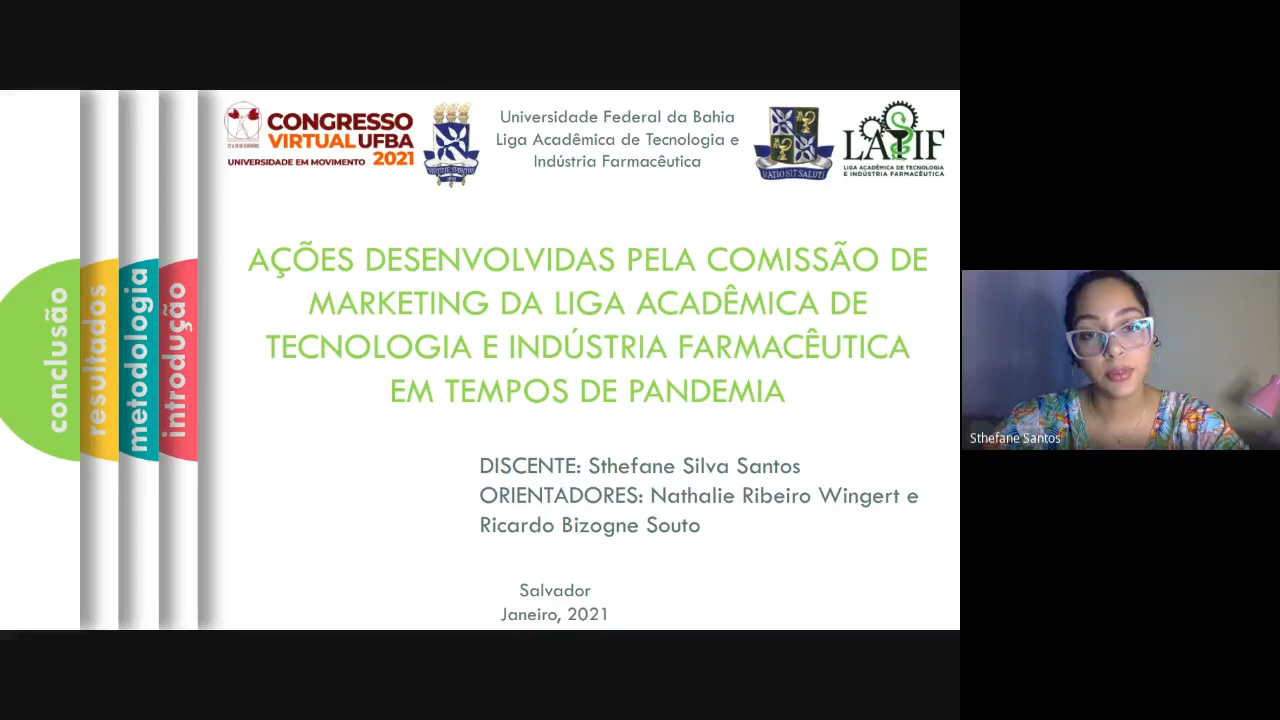 CONGRESSO
VIRTUAL UFBA
UNIVERSIDADE EM MOVIMENTO 2021
VIRTUTE SPIRITUS
Universidade Federal da Bahia
Liga Acadêmica de Tecnologia e
Indústria Farmacêutica
RATIO SIT SALUTI
LATIF
LIGA ACADÊMICA DE TECNOLOGIA
E INDÚSTRIA FARMACÊUTICA
conclusão
resultados
metodologia
introdução
AÇÕES DESENVOLVIDAS PELA COMISSÃO DE
MARKETING DA LIGA ACADÊMICA DE
TECNOLOGIA E INDÚSTRIA FARMACÊUTICA
EM TEMPOS DE PANDEMIA
DISCENTE: Sthefane Silva Santos
ORIENTADORES: Nathalie Ribeiro Wingert e
Ricardo Bizogne Souto
Salvador
Janeiro, 2021
Sthefane Santos